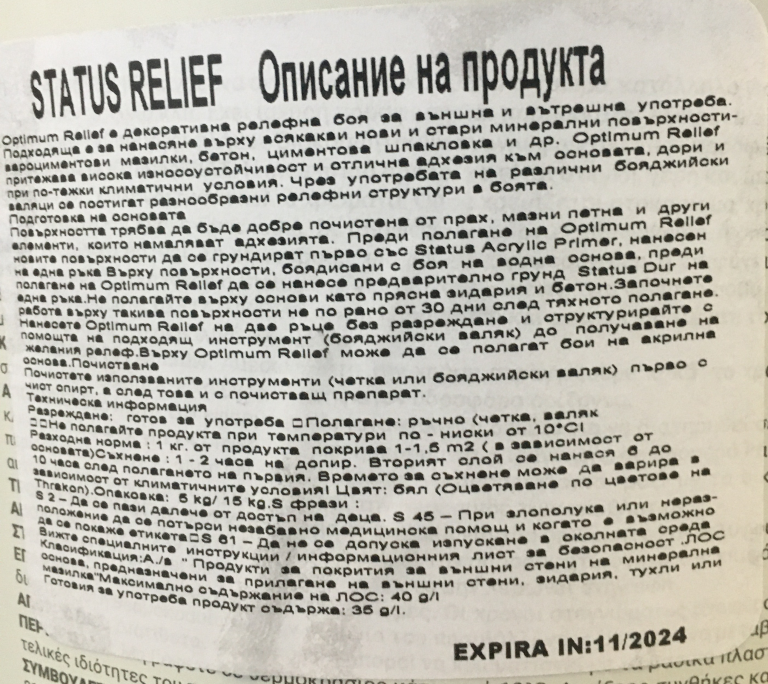 STATUS RELIEF Описание на продукта
Optimum Relief е декоративна релефна боя за външна и вътрешна употреба.
Подходяща е за нанасяне върху всякакви нови и стари минерални повърхности-
вароциментови мазилки, бетон, циментова шпакловка и др. Optimum Relief
притежава висока износоустойчивост и отлична адхезия към основата, дори и
при по-тежки климатични условия. Чрез употребата на различни бояджийски
валяци се постигат разнообразни релефни структури в боята.
Подготовка на основата
Повърхността трябва да бъде добре почистена от прах, мазни петна и други
елементи, които намаляват адхезията. Преди полагане на Optimum Relief
новите повърхности да се грундират първо със Status Acrylic Primer, нанесен
на една ръка Върху повърхности, боядисани с боя на водна основа, преди
полагане на Optimum Relief да се нанесе предварително грунд Status Dur на
една ръка.Не полагайте върху основи като прясна зидария и бетон.Започнете
работа върху такива повърхности не по рано от 30 дни след тяхното полагане.
Нанесете Optimum Relief на две ръце без разреждане и структурирайте с
помощта на подходящ инструмент (бояджийски валяк) до получаване на
желания релеф.Върху Optimum Relief може да се полагат бои на акрилна
основа.Почистване
Почистете използваните инструменти (четка или бояджийски валяк) първо с
чист спирт, а след това и с почистващ препарат.
Техническа информация
Разреждане: готов за употреба □Полагане: ръчно (четка, валяк
□□Не полагайте продукта при температури по - ниски от 10°C!
Разходна норма : 1 кг. от продукта покрива 1-1,5 m2 ( в зависимост от
основата)Съхнене : 1 - 2 часа на допир. Вторият слой се нанася 6 до
10 часа след полагането на първия. Времето за съхнене може да варира в
зависимост от климатичните условия! Цвят: бял (Оцветяване по цветове на
Thrakon).Опаковка: 5 kg/ 15 kg.S фрази :
S 2 – Да се пази далече от достъп на деца. S 45 – При злополука или нераз-
положение да се потърси незабавно медицинска помощ и когато е възможно
да се покаже етикета□S 61 – Да не се допуска изпускане в околната среда
Вижте специалните инструкции / информационния лист за безопасност .ЛОС
Класификация:А./в " Продукти за покрития за външни стени на минерална
основа, предназначени за прилагане на външни стени, зидария, тухли или
мазилка"Максимално съдържание на ЛОС: 40 g/l
Готовия за употреба продукт съдържа: 35 g/l.
EXPIRA IN:11/2024